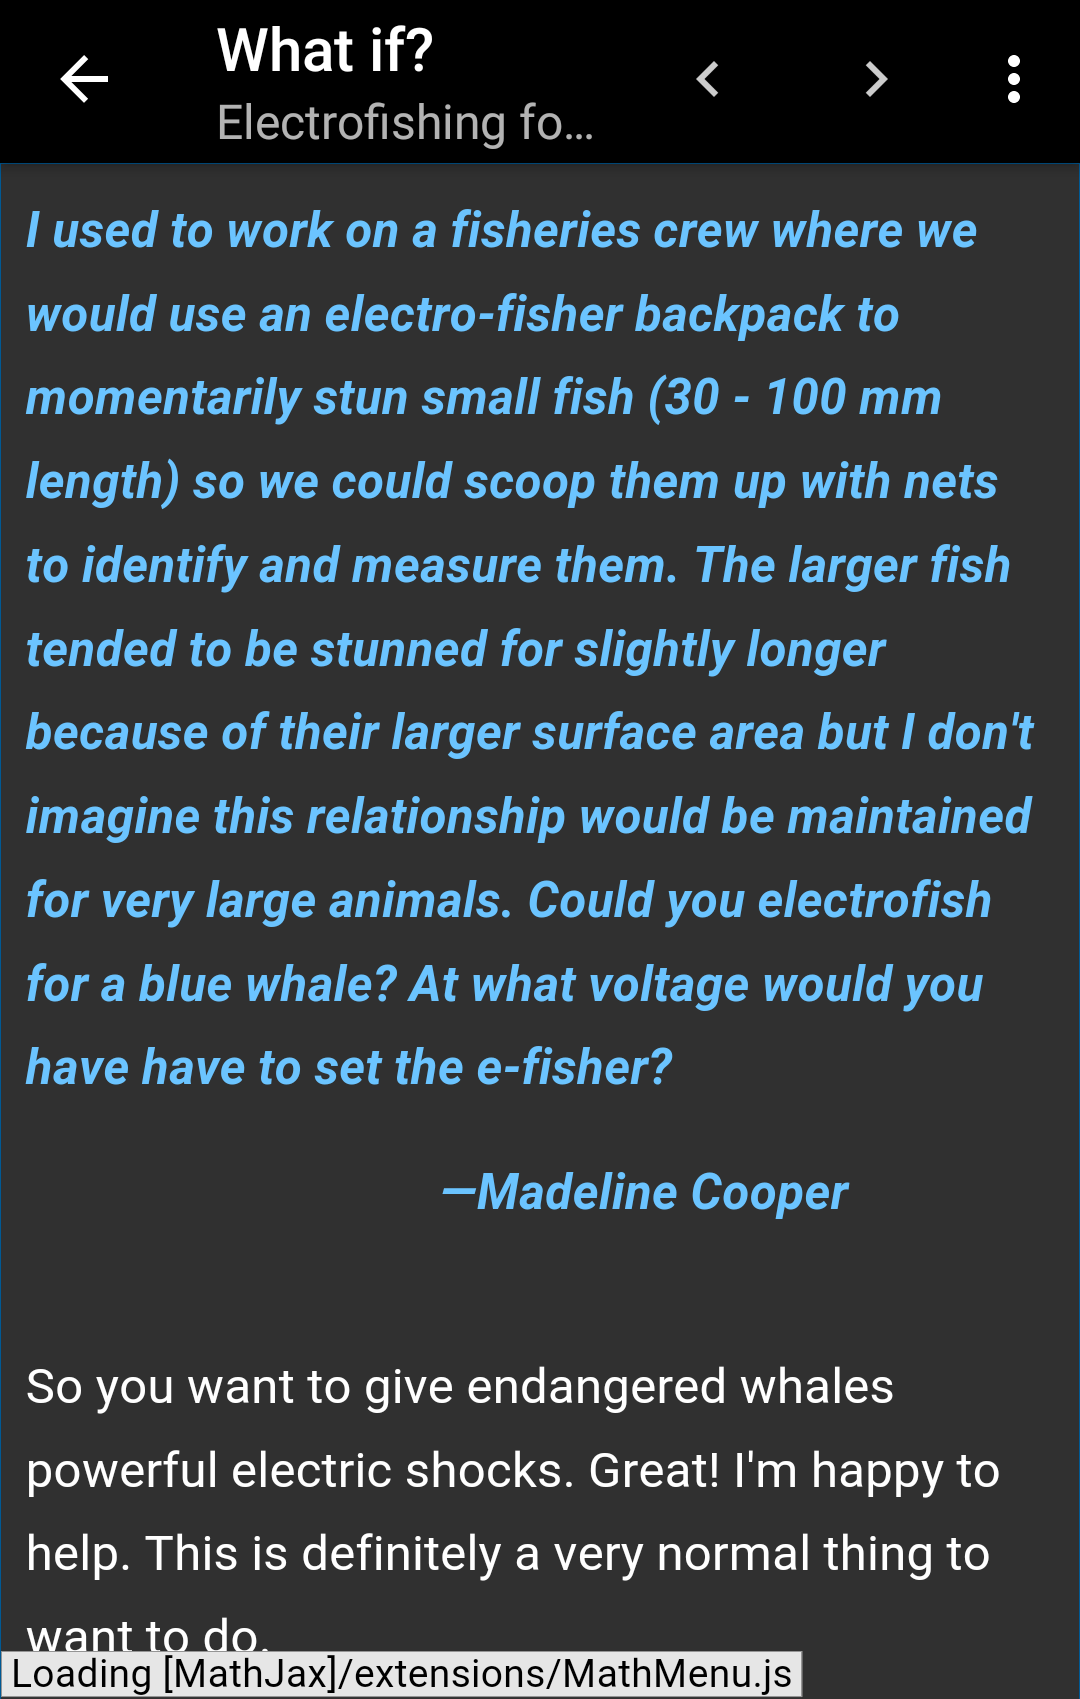 What if?
Electrofishing fo...
I used to work on a fisheries crew where we
would use an electro-fisher backpack to
momentarily stun small fish (30 - 100 mm
length) so we could scoop them up with nets
to identify and measure them. The larger fish
tended to be stunned for slightly longer
because of their larger surface area but I don't
imagine this relationship would be maintained
for very large animals. Could you electrofish
for a blue whale? At what voltage would you
have have to set the e-fisher?
—Madeline Cooper
So you want to give endangered whales
powerful electric shocks. Great! I'm happy to
help. This is definitely a very normal thing to
want to do.
Loading [MathJax]/extensions/MathMenu.js